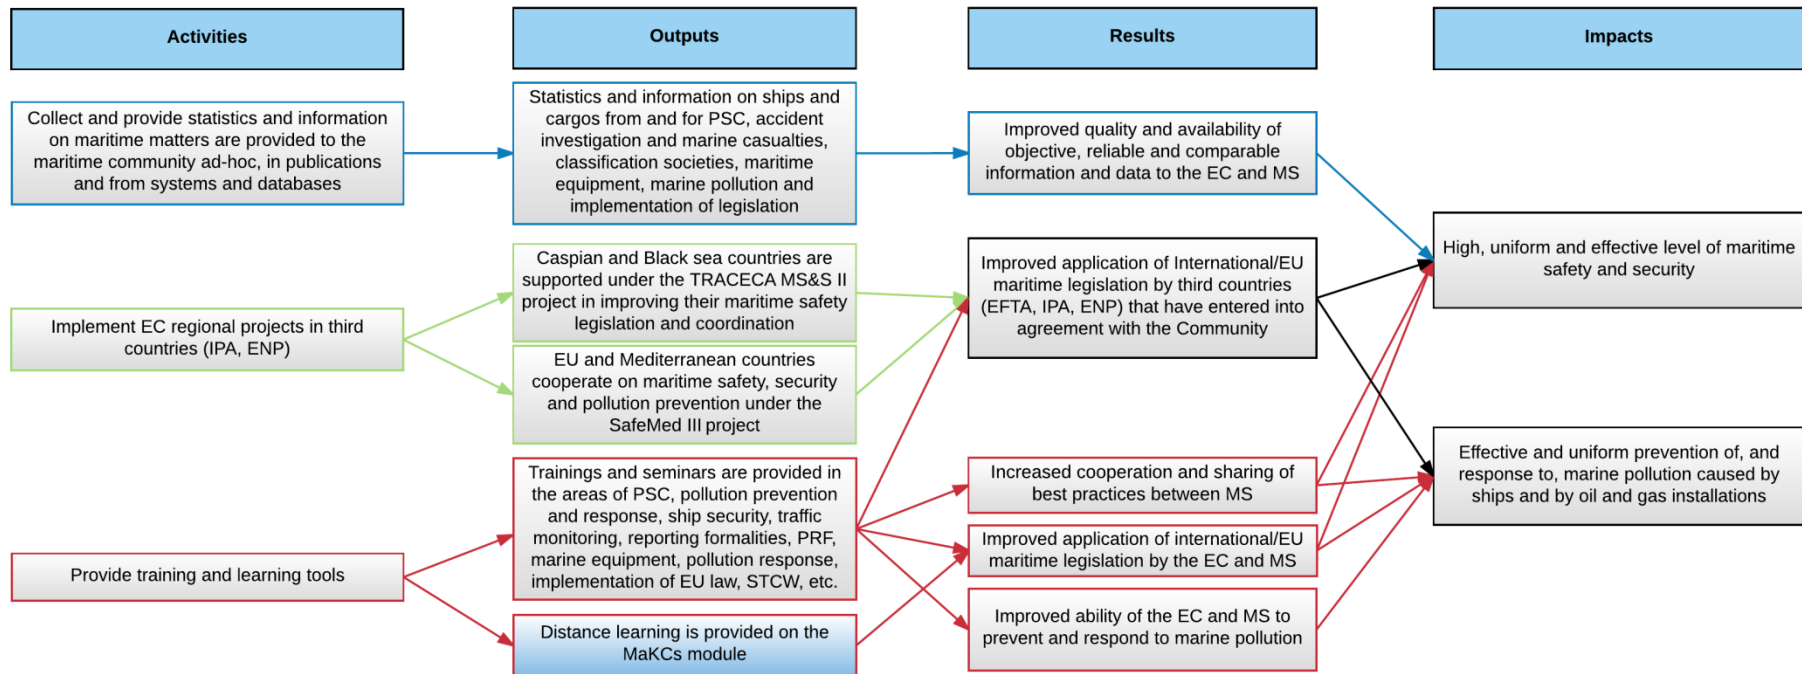 Activities
Outputs
Results
Impacts
Collect and provide statistics and information
on maritime matters are provided to the
maritime community ad-hoc, in publications
and from systems and databases
Statistics and information on ships and
cargos from and for PSC, accident
investigation and marine casualties,
classification societies, maritime
equipment, marine pollution and
implementation of legislation
Improved quality and availability of
objective, reliable and comparable
information and data to the EC and MS
High, uniform and effective level of maritime
safety and security
Implement EC regional projects in third
countries (IPA, ENP)
Caspian and Black sea countries are
supported under the TRACECA MS&S II
project in improving their maritime safety
legislation and coordination
EU and Mediterranean countries
cooperate on maritime safety, security
and pollution prevention under the
SafeMed III project
Improved application of International/EU
maritime legislation by third countries
(EFTA, IPA, ENP) that have entered into
agreement with the Community
Effective and uniform prevention of, and
response to, marine pollution caused by
ships and by oil and gas installations
Provide training and learning tools
Trainings and seminars are provided in
the areas of PSC, pollution prevention
and response, ship security, traffic
monitoring, reporting formalities, PRF,
marine equipment, pollution response,
implementation of EU law, STCW, etc.
Distance learning is provided on the
MaKCs module
Increased cooperation and sharing of
best practices between MS
Improved application of international/EU
maritime legislation by the EC and MS
Improved ability of the EC and MS to
prevent and respond to marine pollution